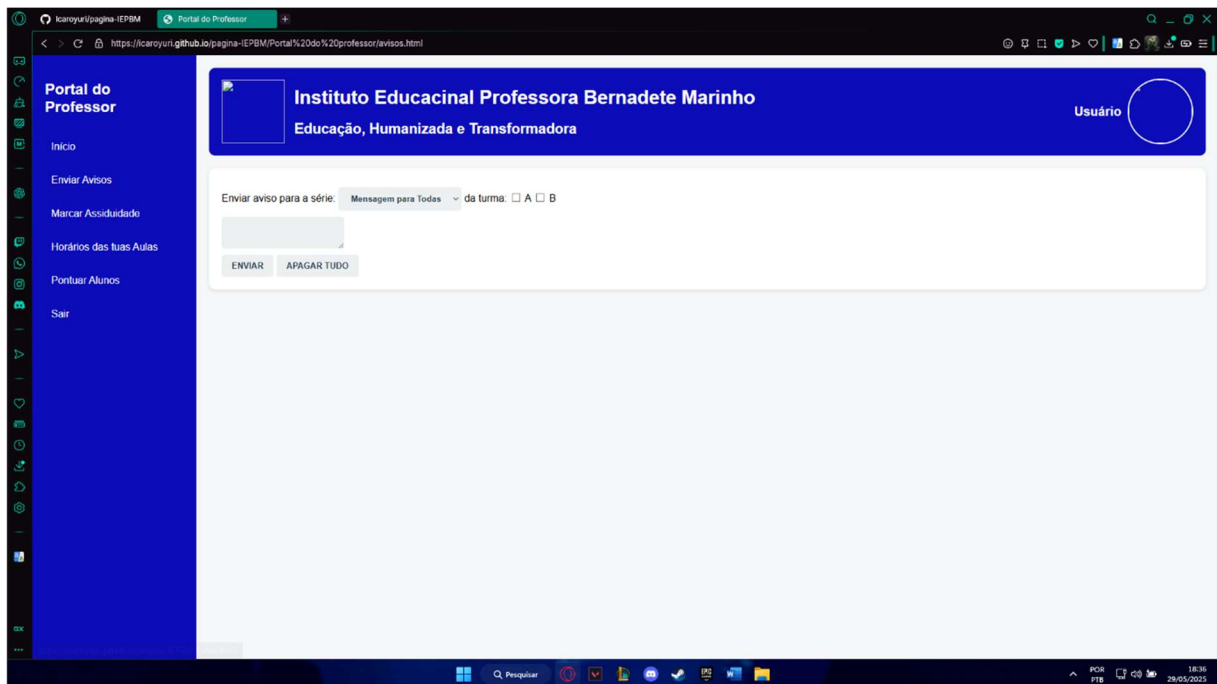 Icaroyuri/pagina-IEPBM
Portal do Professor
https://icaroyuri.github.io/pagina-IEPBM/Portal%20do%20professor/avisos.html
Portal do
Professor
Início
Enviar Avisos
Marcar Assiduidade
Horários das tuas Aulas
Pontuar Alunos
Sair
Instituto Educacinal Professora Bernadete Marinho
Educação, Humanizada e Transformadora
Usuário
Enviar aviso para a série: Mensagem para Todas da turma: A B
ENVIAR APAGAR TUDO
Pesquisar
POR
PTB
18:36
29/05/2025